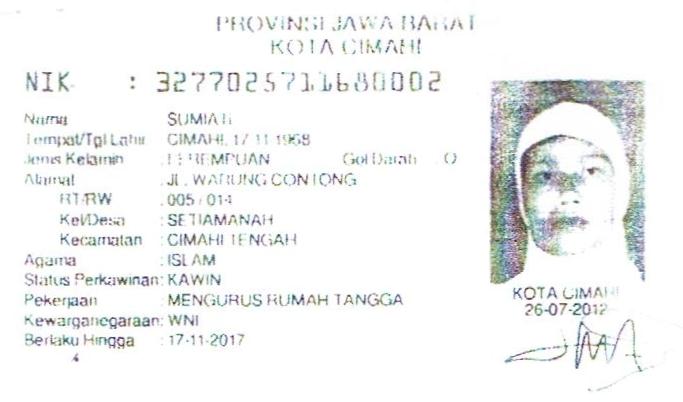 PROVINSI JAWA BARAT
KOTA CIMAHI
NIK : 3277025711680002
Nama SUMIATI
Tempat/Tgl Lahir : CIMAHI, 17-11-1968
Jenis Kelamin : PEREMPUAN Gol Darah : O
Alamat : JL. WARUNG CONTONG
RT/RW : 005 / 014
Kel/Desa : SETIAMANAH
Kecamatan : CIMAHI TENGAH
Agama : ISLAM
Status Perkawinan: KAWIN
Pekerjaan : MENGURUS RUMAH TANGGA
Kewarganegaraan: WNI
Berlaku Hingga : 17-11-2017
KOTA CIMAHI
26-07-2012